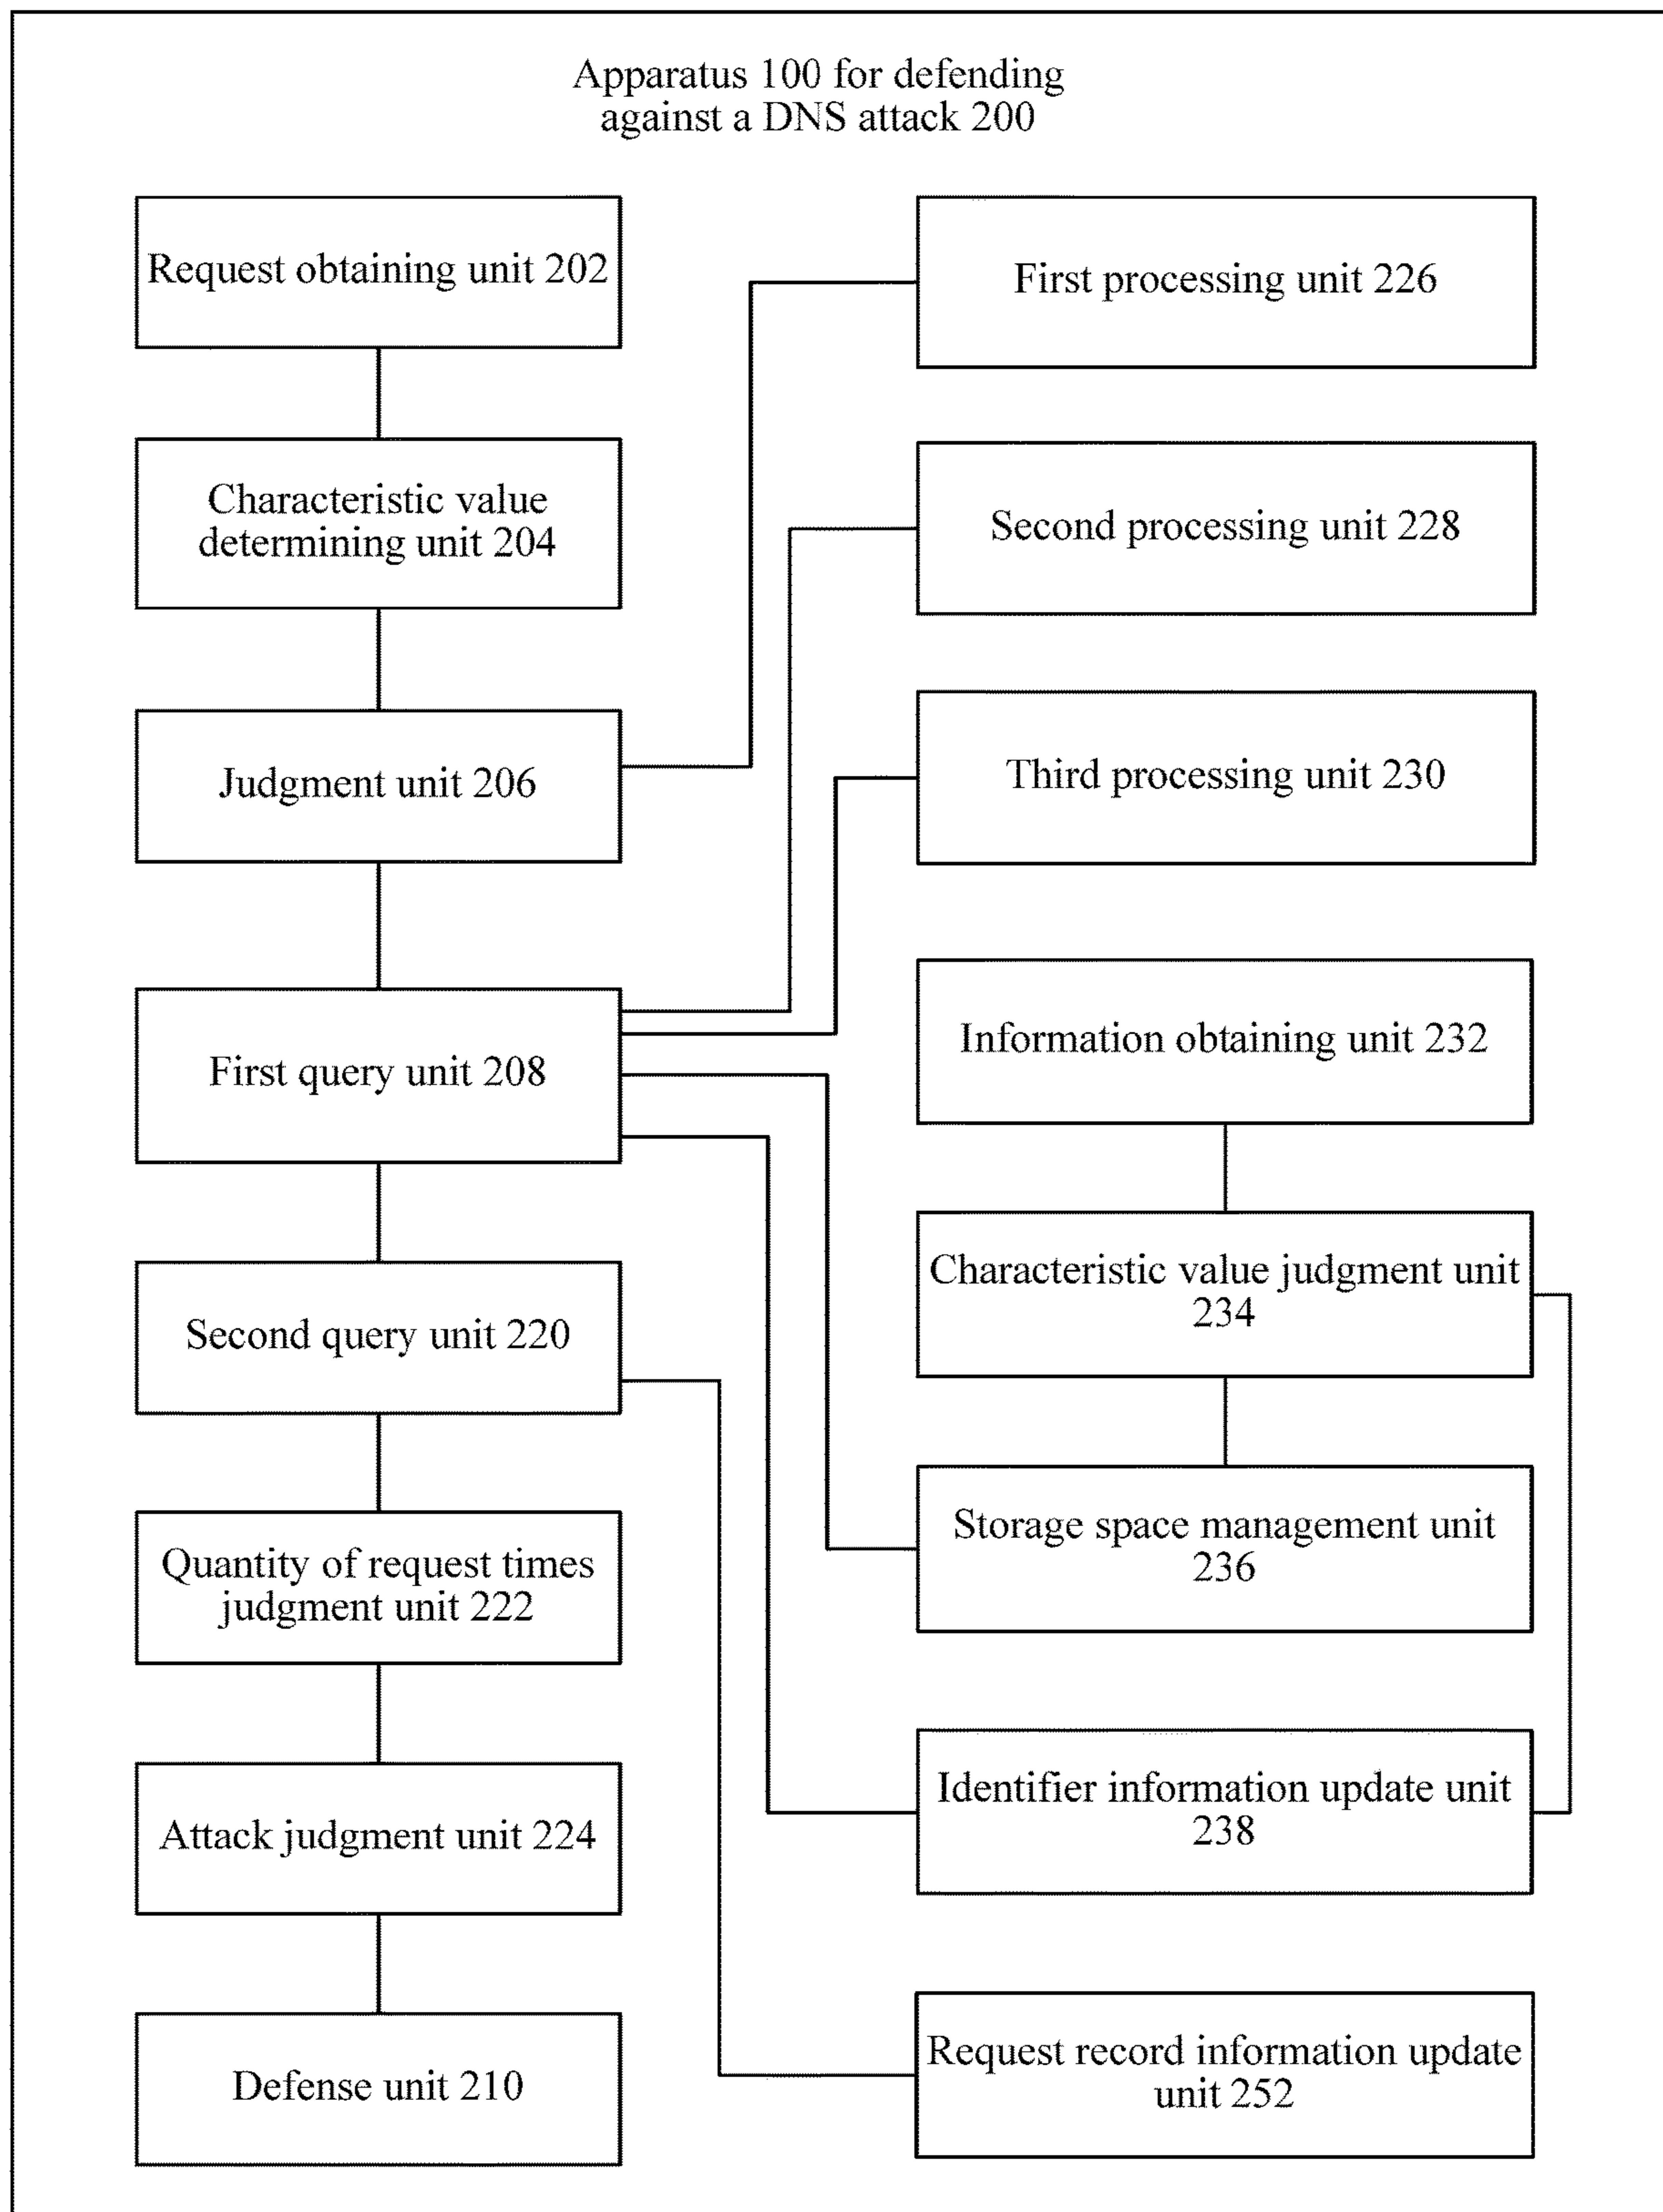 Apparatus 100 for defending
against a DNS attack 200
Request obtaining unit 202
Characteristic value
determining unit 204
Judgment unit 206
First query unit 208
Second query unit 220
Quantity of request times
judgment unit 222
Attack judgment unit 224
Defense unit 210
First processing unit 226
Second processing unit 228
Third processing unit 230
Information obtaining unit 232
Characteristic value judgment unit
234
Storage space management unit
236
Identifier information update unit
238
Request record information update
unit 252